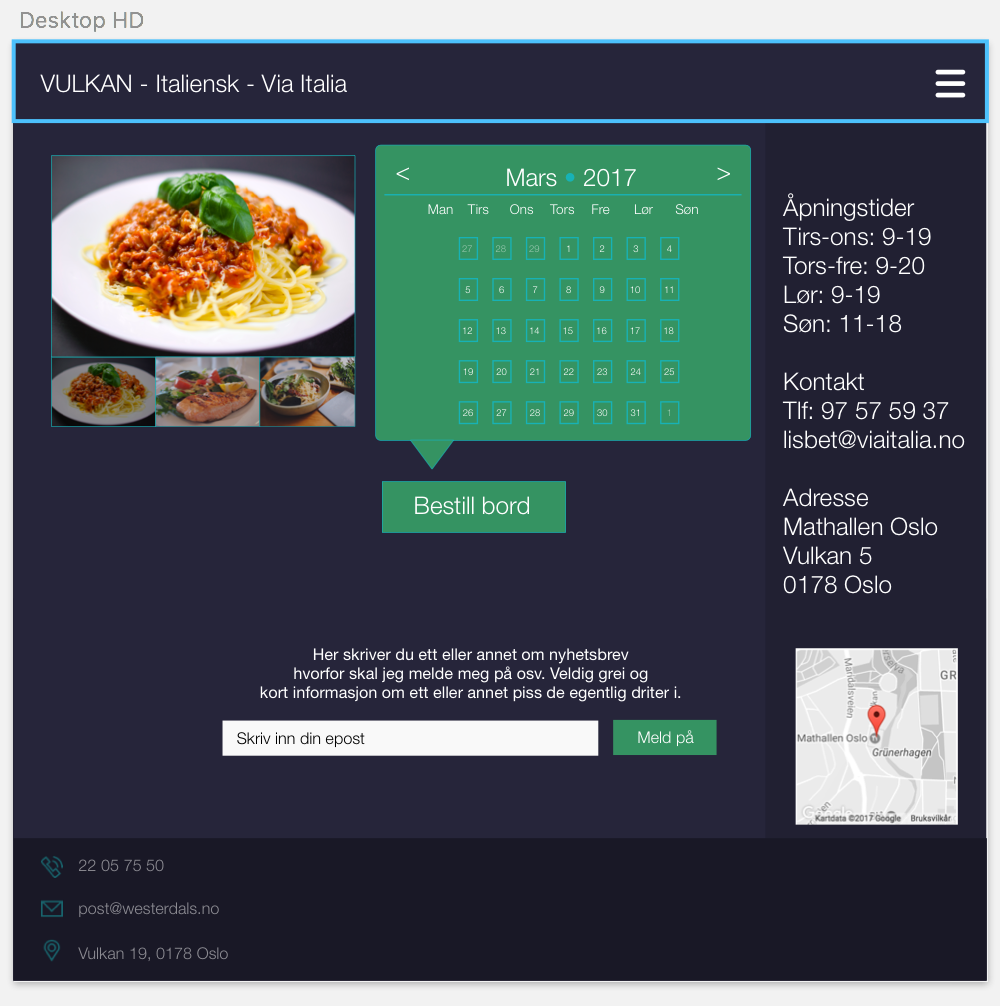 Desktop HD
VULKAN - Italiensk - Via Italia
< Mars • 2017 >
Man Tirs Ons Tors Fre Lør Søn
27 28 29 1 2 3 4
5 6 7 8 9 10 11
12 13 14 15 16 17 18
19 20 21 22 23 24 25
26 27 28 29 30 31 1
Bestill bord
Åpningstider
Tirs-ons: 9-19
Tors-fre: 9-20
Lør: 9-19
Søn: 11-18
Kontakt
Tlf: 97 57 59 37
lisbet@viaitalia.no
Adresse
Mathallen Oslo
Vulkan 5
0178 Oslo
Mandalsveien
GR
Mathallen Oslo
Grünerhagen
Google
Kartdata ©2017 Google Bruksvilkår
Her skriver du ett eller annet om nyhetsbrev
hvorfor skal jeg melde meg på osv. Veldig grei og
kort informasjon om ett eller annet piss de egentlig driter i.
Skriv inn din epost
Meld på
22 05 75 50
post@westerdals.no
Vulkan 19, 0178 Oslo